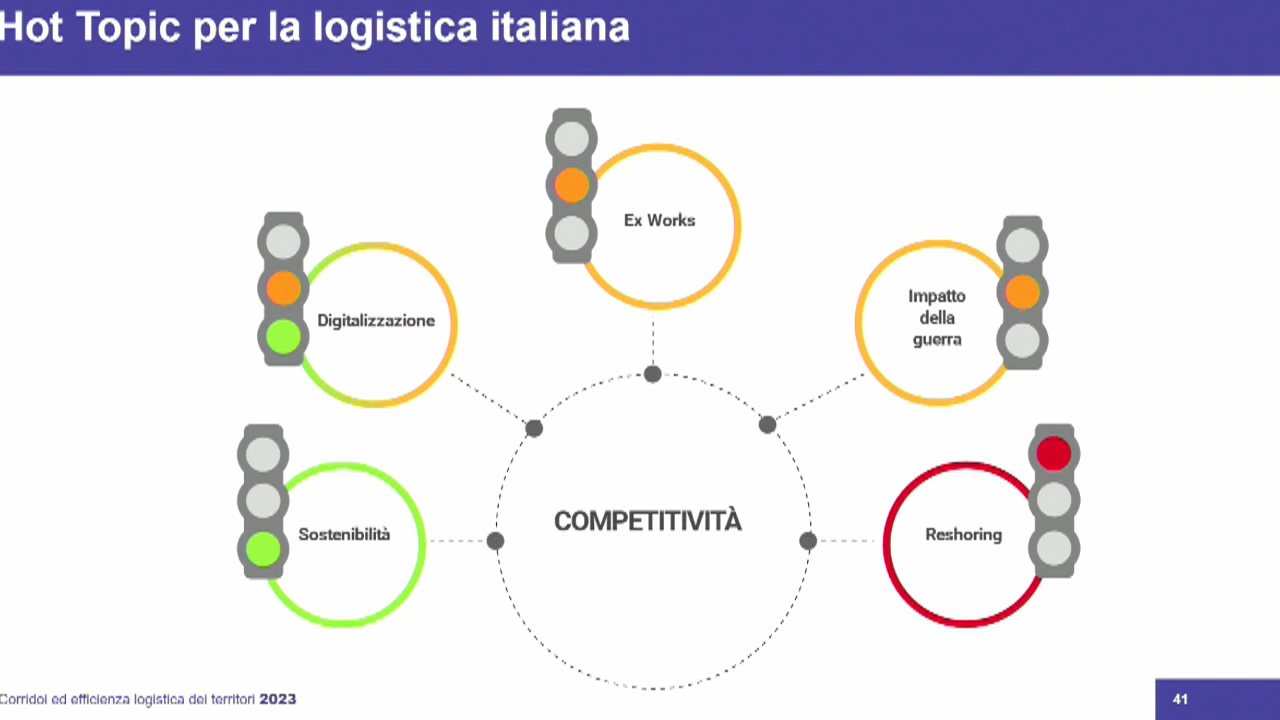 Hot Topic per la logistica italiana
Ex Works
Digitalizzazione
Impatto
della
guerra
Sostenibilità
COMPETITIVITÀ
Reshoring
Corridoi ed efficienza logistica dei territori 2023
41